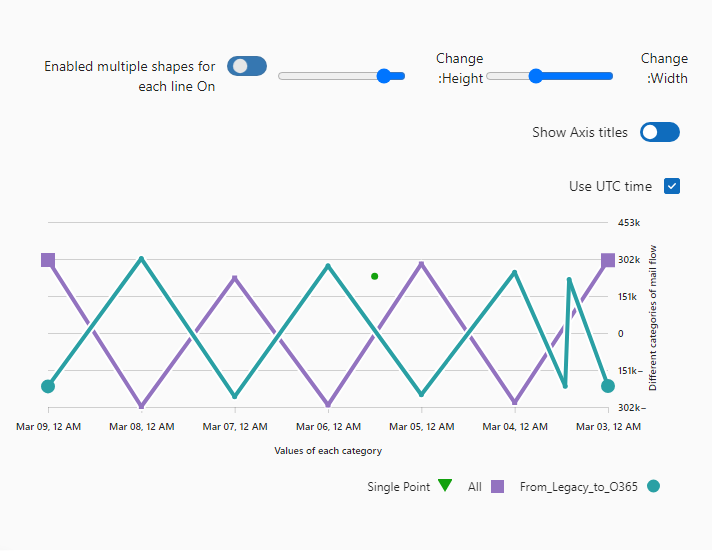 Enabled multiple shapes for
each line On
Change
:Height
Change
:Width
Show Axis titles
Use UTC time
453k
302k
151k
0
151k−
302k−
Different categories of mail flow
Mar 09, 12 AM
Mar 08, 12 AM
Mar 07, 12 AM
Mar 06, 12 AM
Mar 05, 12 AM
Mar 04, 12 AM
Mar 03, 12 AM
Values of each category
Single Point
All
From_Legacy_to_O365